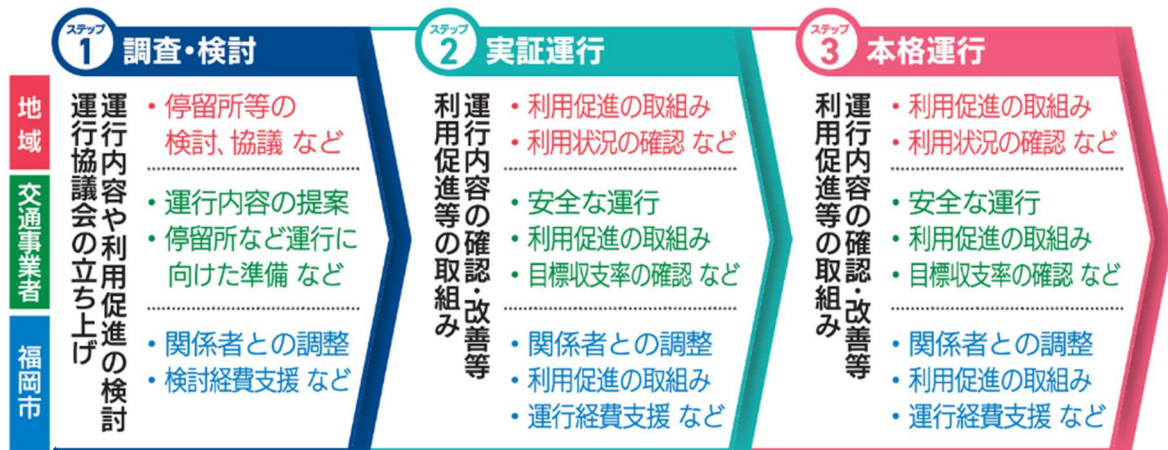 ステップ
1
調査・検討
ステップ
2
実証運行
ステップ
3
本格運行
地域
交通事業者
福岡市
運行内容や利用促進の検討
運行協議会の立ち上げ
・停留所等の
検討、協議 など
・運行内容の提案
・停留所など運行に
向けた準備 など
・関係者との調整
・検討経費支援 など
運行内容の確認・改善等
利用促進等の取組み
・利用促進の取組み
・利用状況の確認 など
・安全な運行
・利用促進の取組み
・目標収支率の確認 など
・関係者との調整
・利用促進の取組み
・運行経費支援 など
運行内容の確認・改善等
利用促進等の取組み
・利用促進の取組み
・利用状況の確認 など
・安全な運行
・利用促進の取組み
・目標収支率の確認 など
・関係者との調整
・利用促進の取組み
・運行経費支援 など